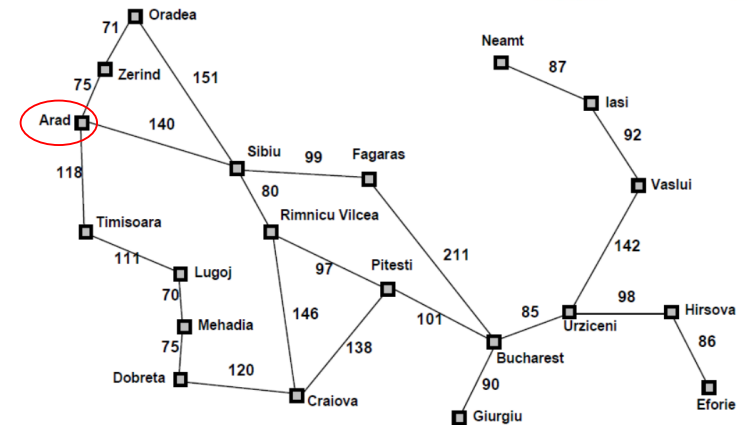 Oradea
71
Neamt
87
Zerind
151
75
Iasi
Arad
140
92
Sibiu
99
Fagaras
118
80
Vaslui
Timisoara
Rimnicu Vilcea
142
111
97
Pitesti
211
Lugoj
70
98
Hirsova
146
101
85
Mehadia
Urziceni
138
86
75
Bucharest
120
Dobreta
90
Craiova
Eforie
Giurgiu